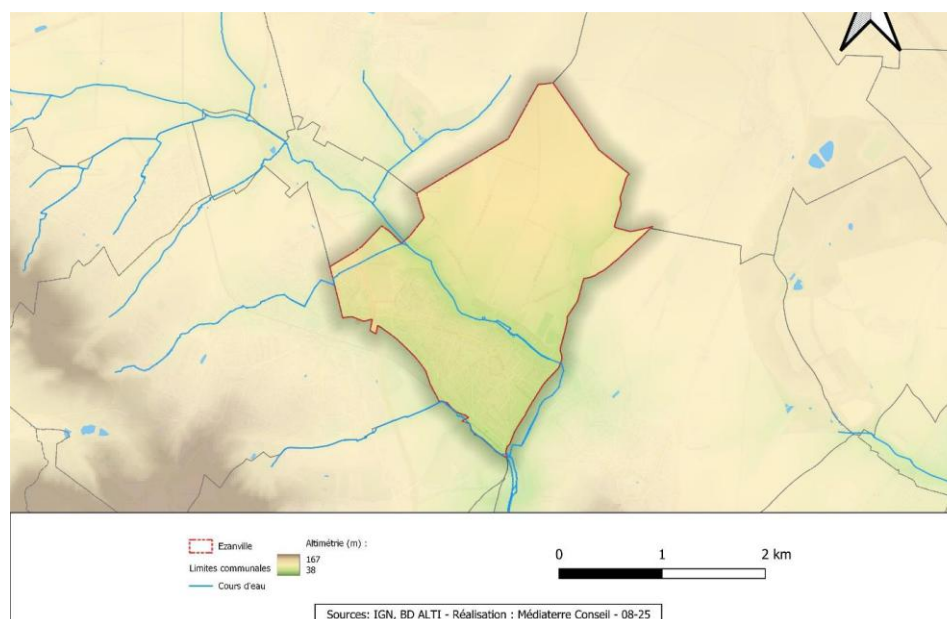 Ezanville
Limites communales
Cours d'eau
Altimétrie (m) :
167
38
0 1 2 km
Sources: IGN, BD ALTI - Réalisation : Médiaterre Conseil - 08-25